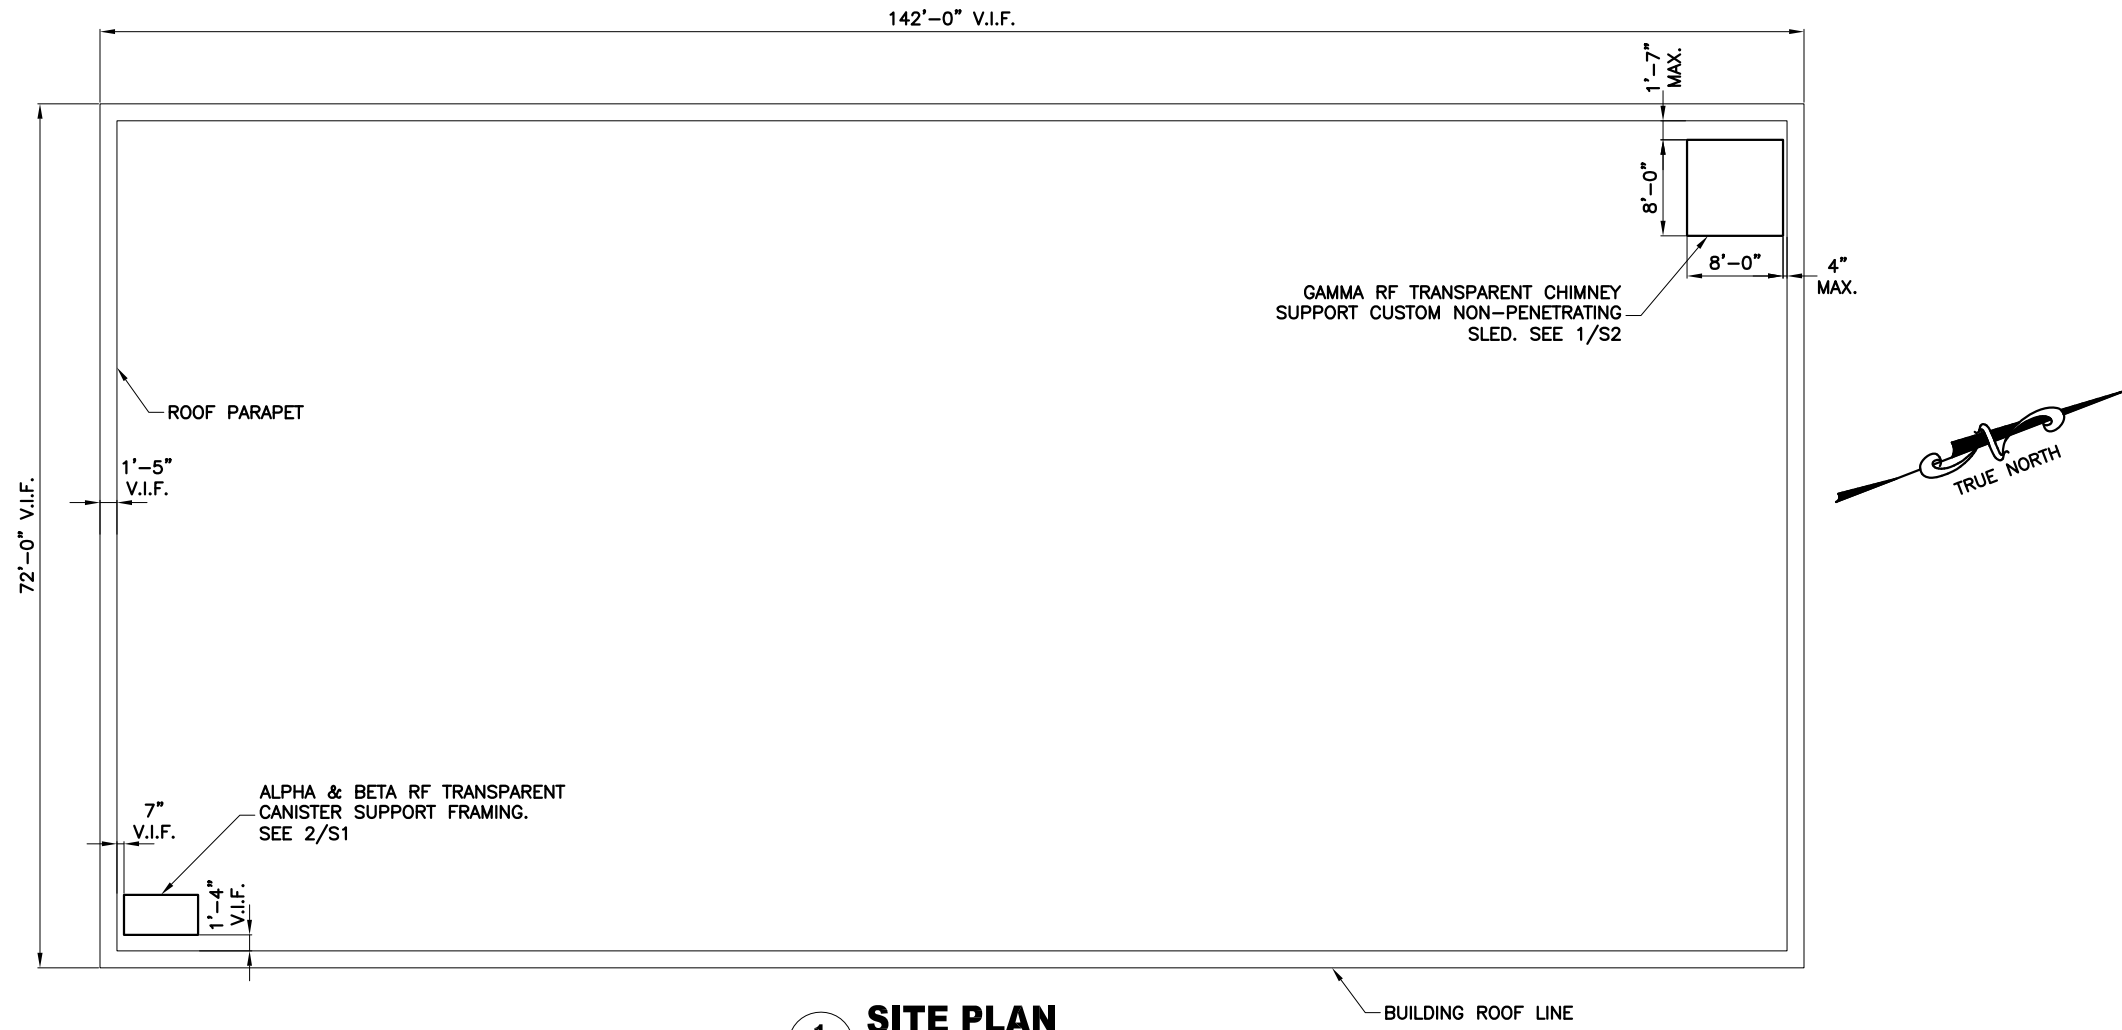 142'-0" V.I.F.
1'-7"
MAX.
8'-0"
8'-0"
4"
MAX.
GAMMA RF TRANSPARENT CHIMNEY
SUPPORT CUSTOM NON-PENETRATING
SLED. SEE 1/S2
ROOF PARAPET
TRUE NORTH
1'-5"
V.I.F.
72'-0" V.I.F.
ALPHA & BETA RF TRANSPARENT
CANISTER SUPPORT FRAMING.
SEE 2/S1
7"
V.I.F.
1'-4"
V.I.F.
1
SITE PLAN
BUILDING ROOF LINE